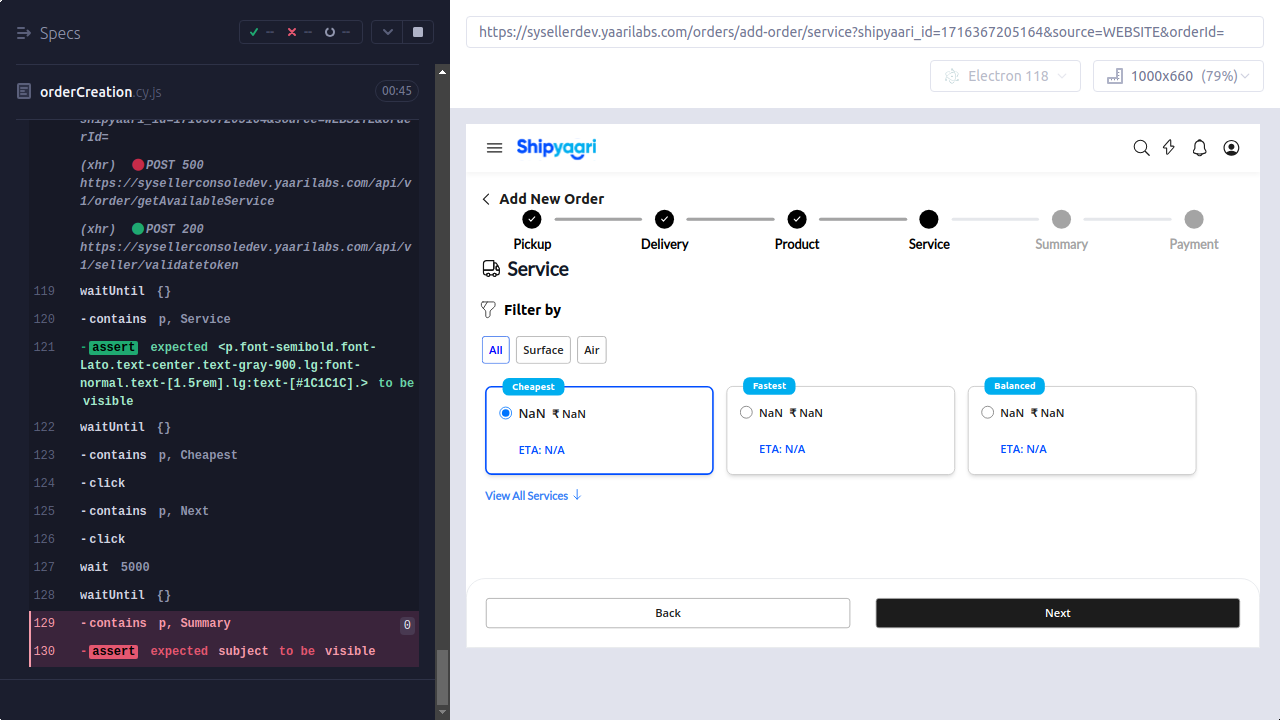 Specs
✓ -- ✕ -- --
orderCreation.cy.js
00:45
shipyaari_id=1716367205164&source=WEBSITE&orde
rId=
(xhr) POST 500
https://sysellerconsoledev.yaarilabs.com/api/v
1/order/getAvailableService
(xhr) POST 200
https://sysellerconsoledev.yaarilabs.com/api/v
1/seller/validatetoken
119 waitUntil {}
120 -contains p, Service
121 -assert expected <p.font-semibold.font-
Lato.text-center.text-gray-900.lg:font-
normal.text-[1.5rem].lg:text-[#1C1C1C].> to be
visible
122 waitUntil {}
123 -contains p, Cheapest
124 -click
125 -contains p, Next
126 -click
127 wait 5000
128 waitUntil {}
129 -contains p, Summary 0
130 -assert expected subject to be visible
https://sysellerdev.yaarilabs.com/orders/add-order/service?shipyaari_id=1716367205164&source=WEBSITE&orderId=
Electron 118
1000x660 (79%)
Shipyaari
Add New Order
Pickup Delivery Product Service Summary Payment
Service
Filter by
All Surface Air
Cheapest Fastest Balanced
NaN ₹ NaN NaN ₹ NaN NaN ₹ NaN
ETA: N/A ETA: N/A ETA: N/A
View All Services ↓
Back Next